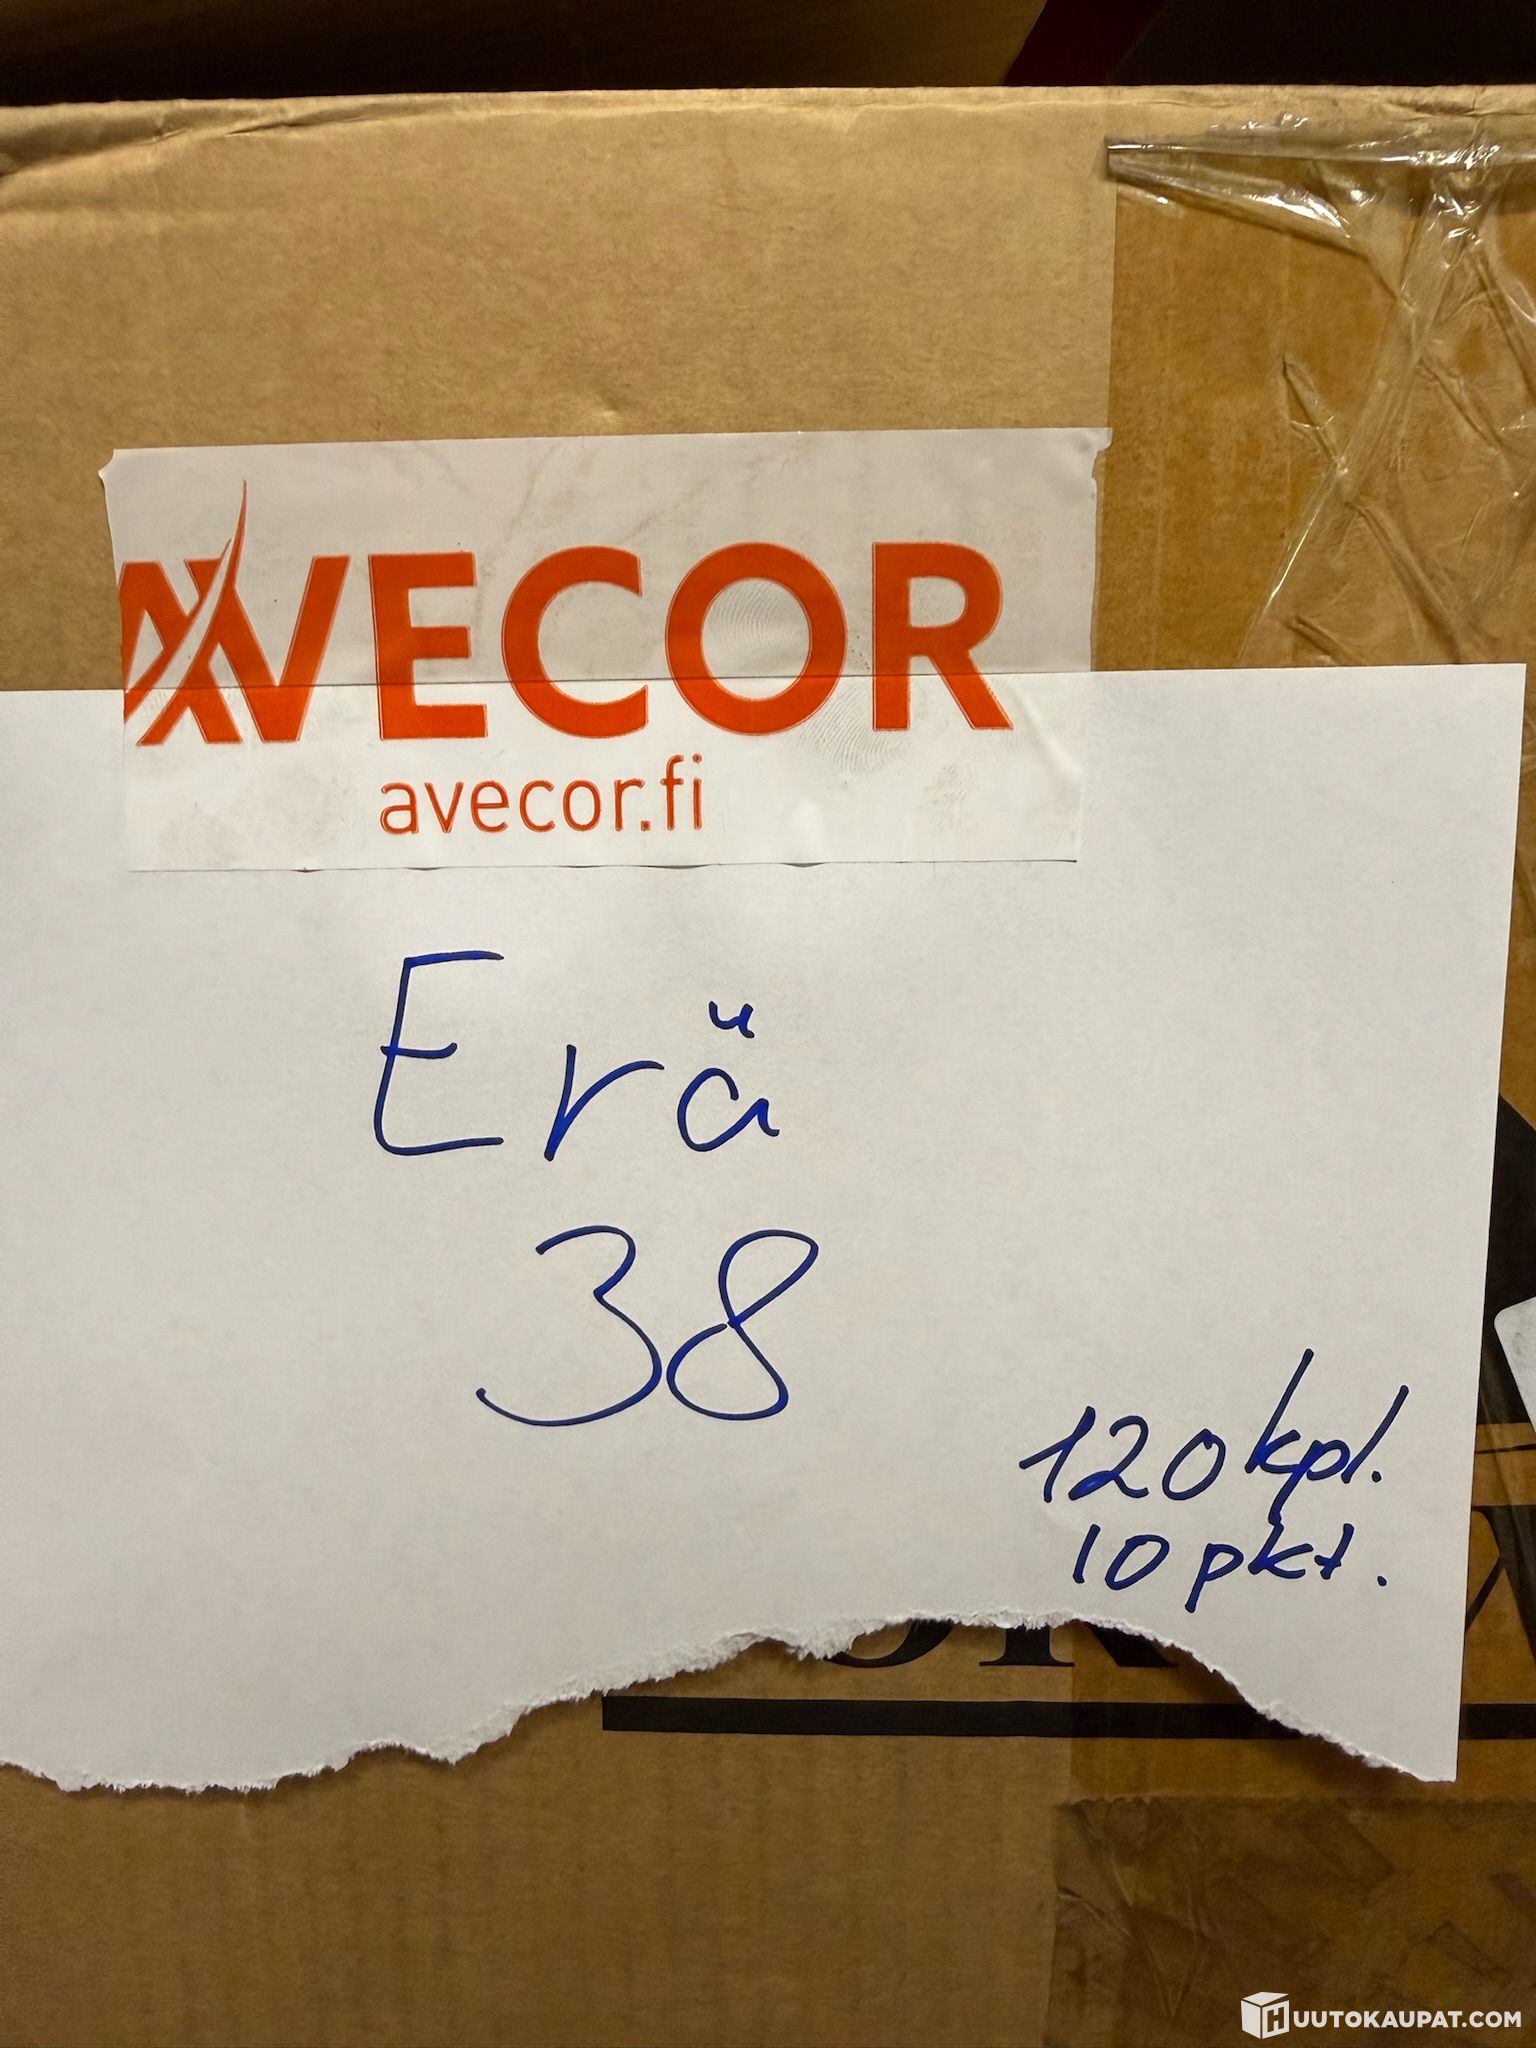 AVECOR
avecor.fi
Erä
38
120 kpl.
10 pkt.
HUUTOKAUPAT.COM